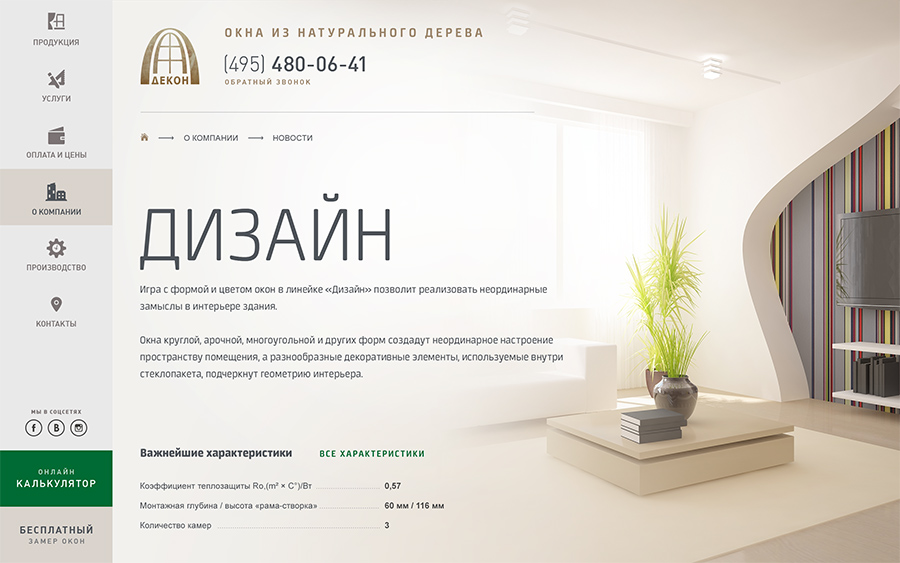 ПРОДУКЦИЯ
УСЛУГИ
ОПЛАТА И ЦЕНЫ
О КОМПАНИИ
ПРОИЗВОДСТВО
КОНТАКТЫ
МЫ В СОЦСЕТЯХ
f B
ОНЛАЙН
КАЛЬКУЛЯТОР
БЕСПЛАТНЫЙ
ЗАМЕР ОКОН
ДЕКОН
ОКНА ИЗ НАТУРАЛЬНОГО ДЕРЕВА
(495) 480-06-41
ОБРАТНЫЙ ЗВОНОК
О КОМПАНИИ НОВОСТИ
ДИЗАЙН
Игра с формой и цветом окон в линейке «Дизайн» позволит реализовать неординарные
замыслы в интерьере здания.
Окна круглой, арочной, многоугольной и других форм создадут неординарное настроение
пространству помещения, а разнообразные декоративные элементы, используемые внутри
стеклопакета, подчеркнут геометрию интерьера.
Важнейшие характеристики ВСЕ ХАРАКТЕРИСТИКИ
Коэффициент теплозащиты Ro,(m² × C°)/Вт 0,57
Монтажная глубина / высота «рама-створка» 60 мм / 116 мм
Количество камер 3